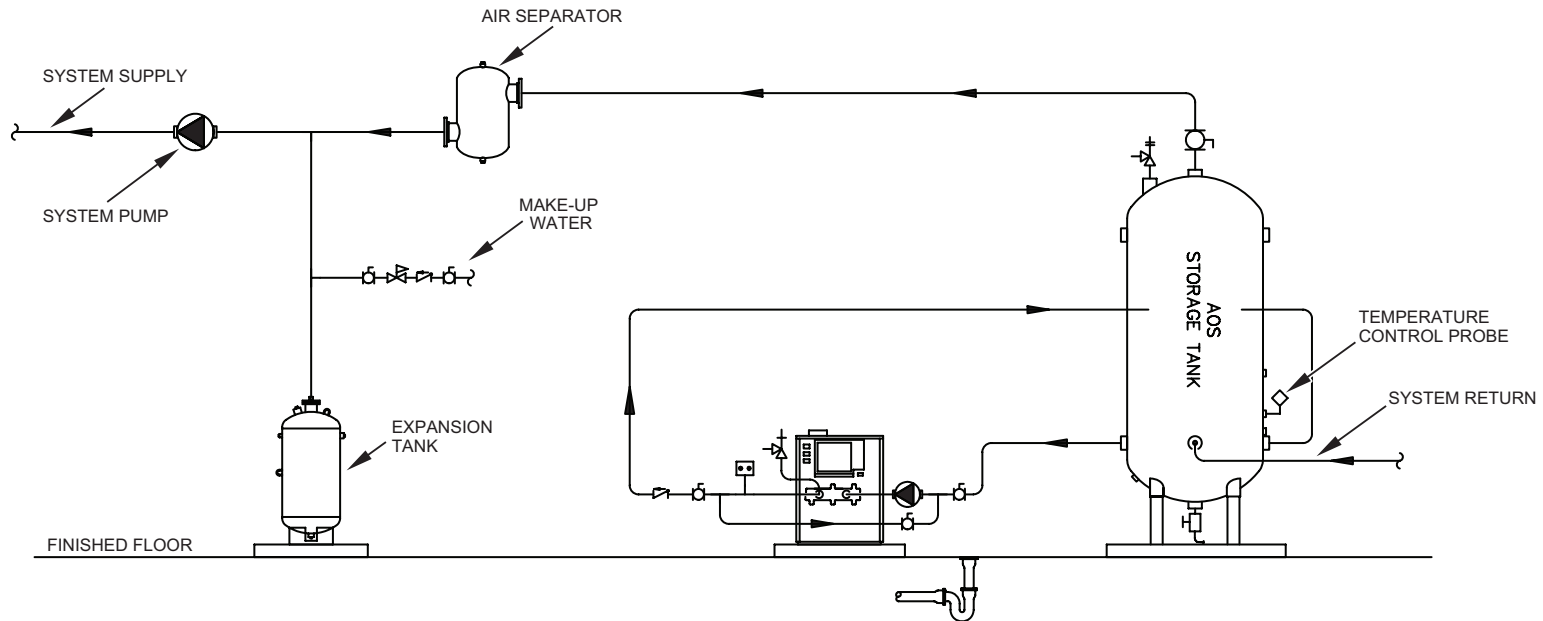 AIR SEPARATOR
SYSTEM SUPPLY
SYSTEM PUMP
MAKE-UP
WATER
AOS
STORAGE TANK
TEMPERATURE
CONTROL PROBE
SYSTEM RETURN
EXPANSION
TANK
FINISHED FLOOR